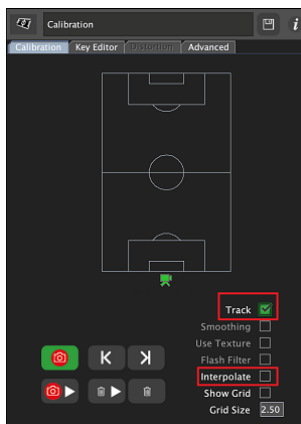 Calibration
i
Calibration Key Editor Distortion Advanced
Track
Smoothing
Use Texture
Flash Filter
Interpolate
Show Grid
Grid Size 2.50